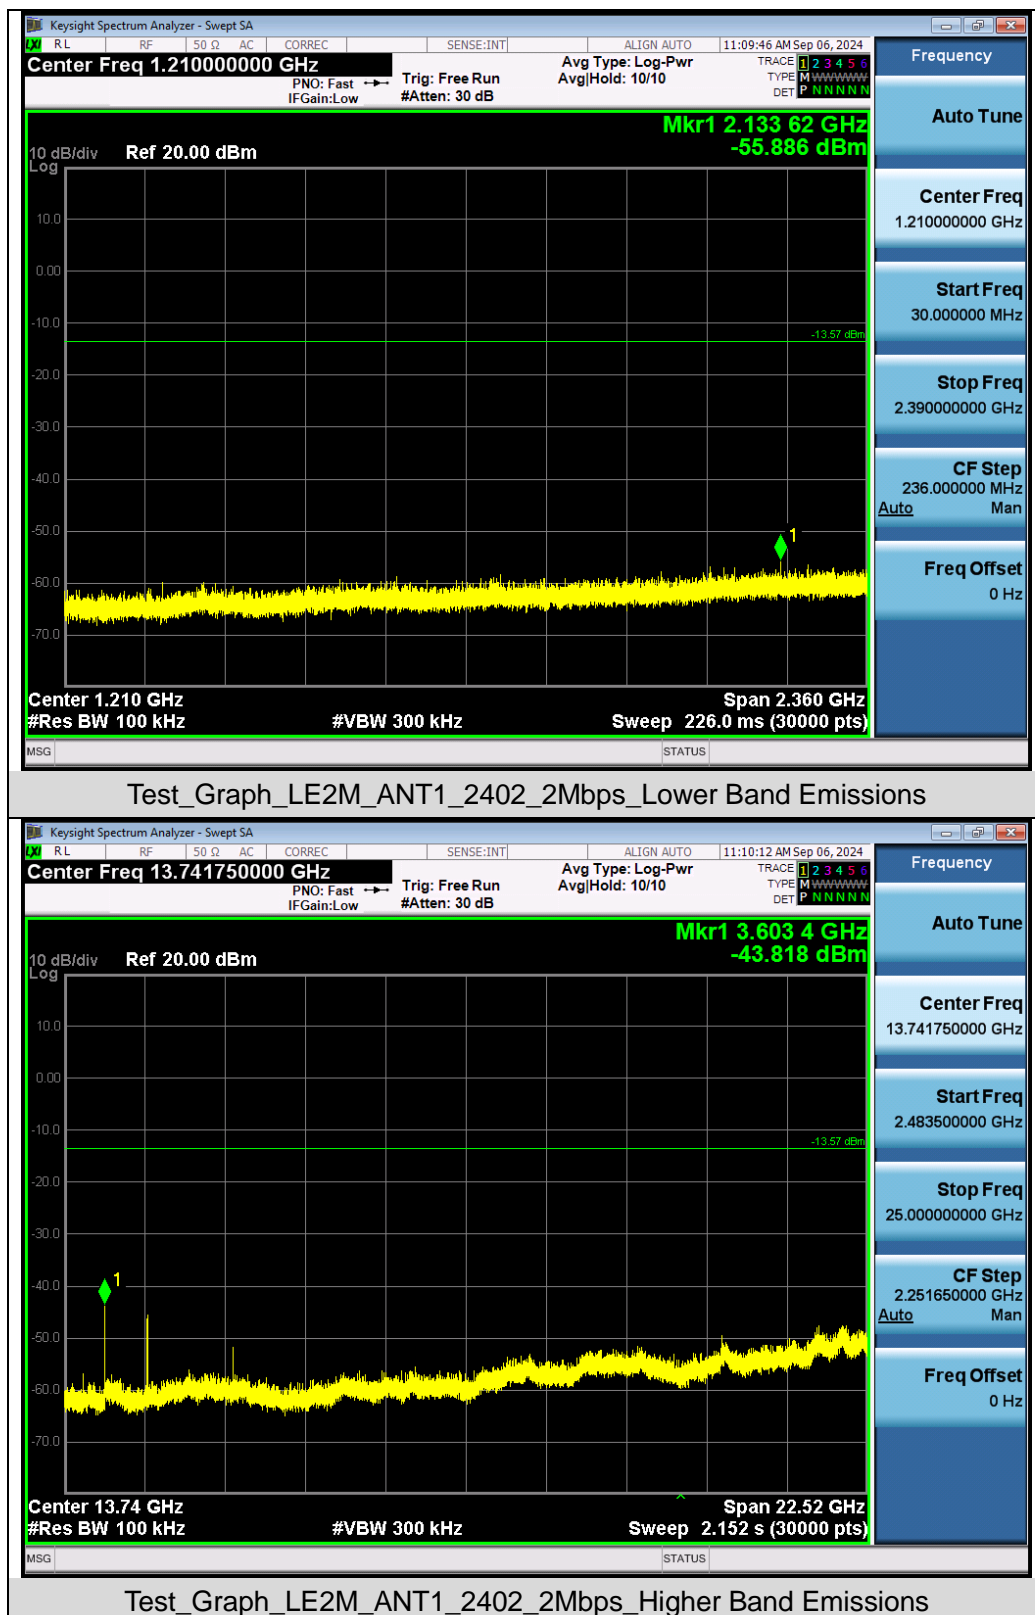 Keysight Spectrum Analyzer - Swept SA
LXI RL RF 50 Ω AC CORREC SENSE:INT ALIGN AUTO 11:09:46 AM Sep 06, 2024
Center Freq 1.210000000 GHz
PNO: Fast
IFGain:Low
Trig: Free Run
#Atten: 30 dB
Avg Type: Log-Pwr
Avg|Hold: 10/10
TRACE 1 2 3 4 5 6
TYPE M WWWWW
DET P N N N N N
Mkr1 2.133 62 GHz
-55.886 dBm
10 dB/div Ref 20.00 dBm
Log
10.0
0.00
-10.0
-13.57 dBm
-20.0
-30.0
-40.0
-50.0
1
-60.0
-70.0
Center 1.210 GHz Span 2.360 GHz
#Res BW 100 kHz #VBW 300 kHz Sweep 226.0 ms (30000 pts)
MSG STATUS
Frequency
Auto Tune
Center Freq
1.210000000 GHz
Start Freq
30.000000 MHz
Stop Freq
2.390000000 GHz
CF Step
236.000000 MHz
Auto Man
Freq Offset
0 Hz
Test_Graph_LE2M_ANT1_2402_2Mbps_Lower Band Emissions
Keysight Spectrum Analyzer - Swept SA
LXI RL RF 50 Ω AC CORREC SENSE:INT ALIGN AUTO 11:10:12 AM Sep 06, 2024
Center Freq 13.741750000 GHz
PNO: Fast
IFGain:Low
Trig: Free Run
#Atten: 30 dB
Avg Type: Log-Pwr
Avg|Hold: 10/10
TRACE 1 2 3 4 5 6
TYPE M WWWWW
DET P N N N N N
Mkr1 3.603 4 GHz
-43.818 dBm
10 dB/div Ref 20.00 dBm
Log
10.0
0.00
-10.0
-13.57 dBm
-20.0
-30.0
-40.0
1
-50.0
-60.0
-70.0
Center 13.74 GHz Span 22.52 GHz
#Res BW 100 kHz #VBW 300 kHz Sweep 2.152 s (30000 pts)
MSG STATUS
Frequency
Auto Tune
Center Freq
13.741750000 GHz
Start Freq
2.483500000 GHz
Stop Freq
25.000000000 GHz
CF Step
2.251650000 GHz
Auto Man
Freq Offset
0 Hz
Test_Graph_LE2M_ANT1_2402_2Mbps_Higher Band Emissions